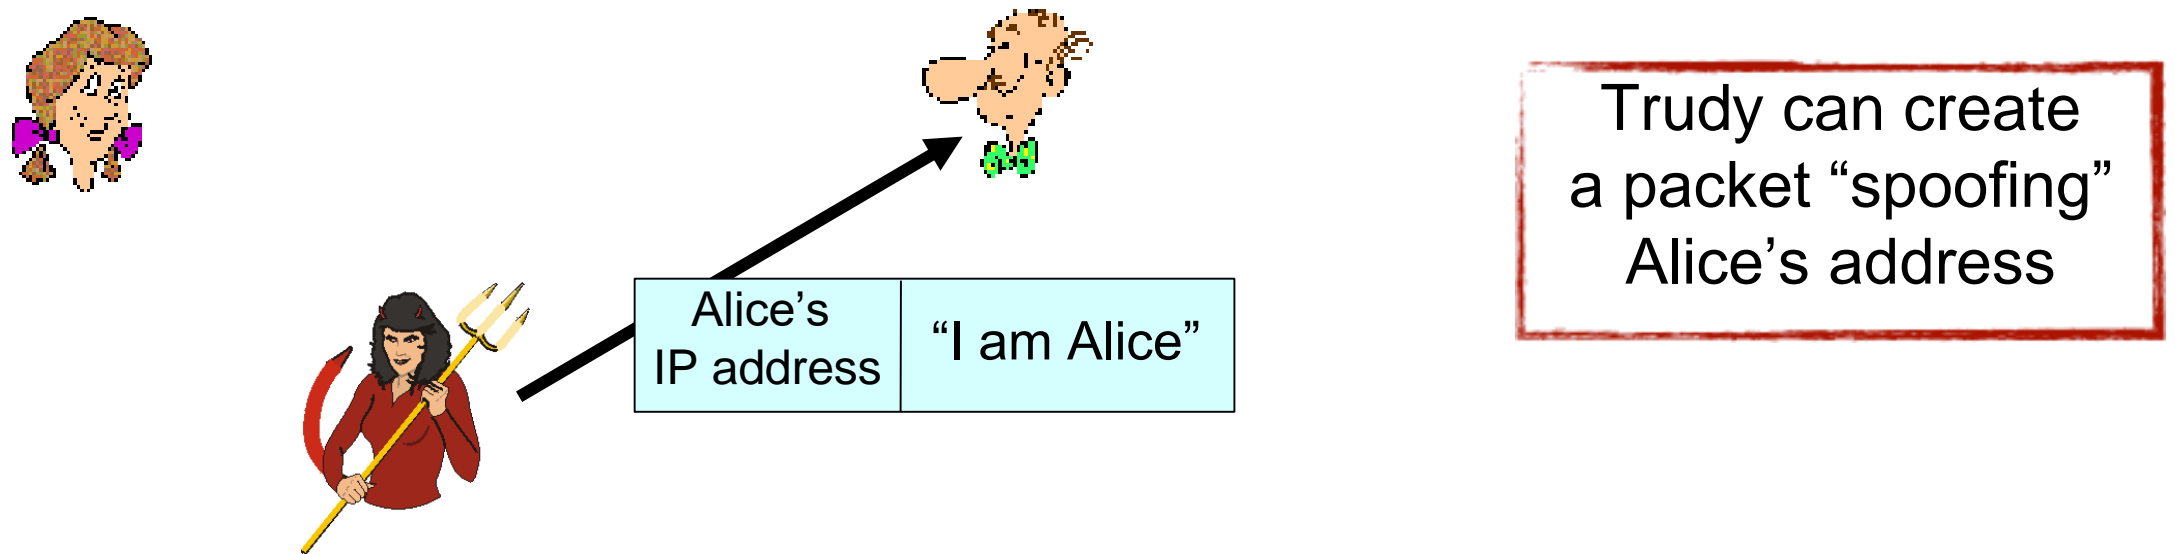 Trudy can create
a packet “spoofing”
Alice’s address
Alice’s
IP address
“I am Alice”